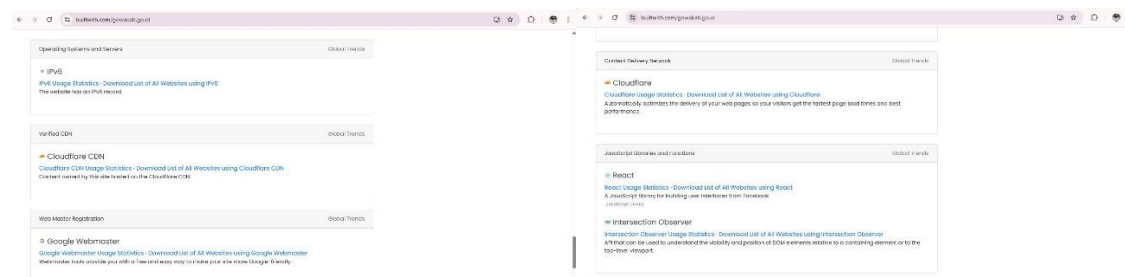 builtwith.com/gowakab.go.id
Operating Systems and Servers Global Trends
IPv6
IPv6 Usage Statistics · Download List of All Websites using IPv6
The website has an IPv6 record.
Verified CDN Global Trends
Cloudflare CDN
Cloudflare CDN Usage Statistics · Download List of All Websites using Cloudflare CDN
Content owned by this site hosted on the Cloudflare CDN.
Web Master Registration Global Trends
Google Webmaster
Google Webmaster Usage Statistics · Download List of All Websites using Google Webmaster
Webmaster tools provide you with a free and easy way to make your site more Google-friendly.
builtwith.com/gowakab.go.id
Content Delivery Network Global Trends
Cloudflare
Cloudflare Usage Statistics · Download List of All Websites using Cloudflare
Automatically optimizes the delivery of your web pages so your visitors get the fastest page load times and best
performance.
JavaScript Libraries and Functions Global Trends
React
React Usage Statistics · Download List of All Websites using React
A JavaScript library for building user interfaces from Facebook.
JavaScript Library
Intersection Observer
Intersection Observer Usage Statistics · Download List of All Websites using Intersection Observer
API that can be used to understand the visibility and position of DOM elements relative to a containing element or to the
top-level viewport.